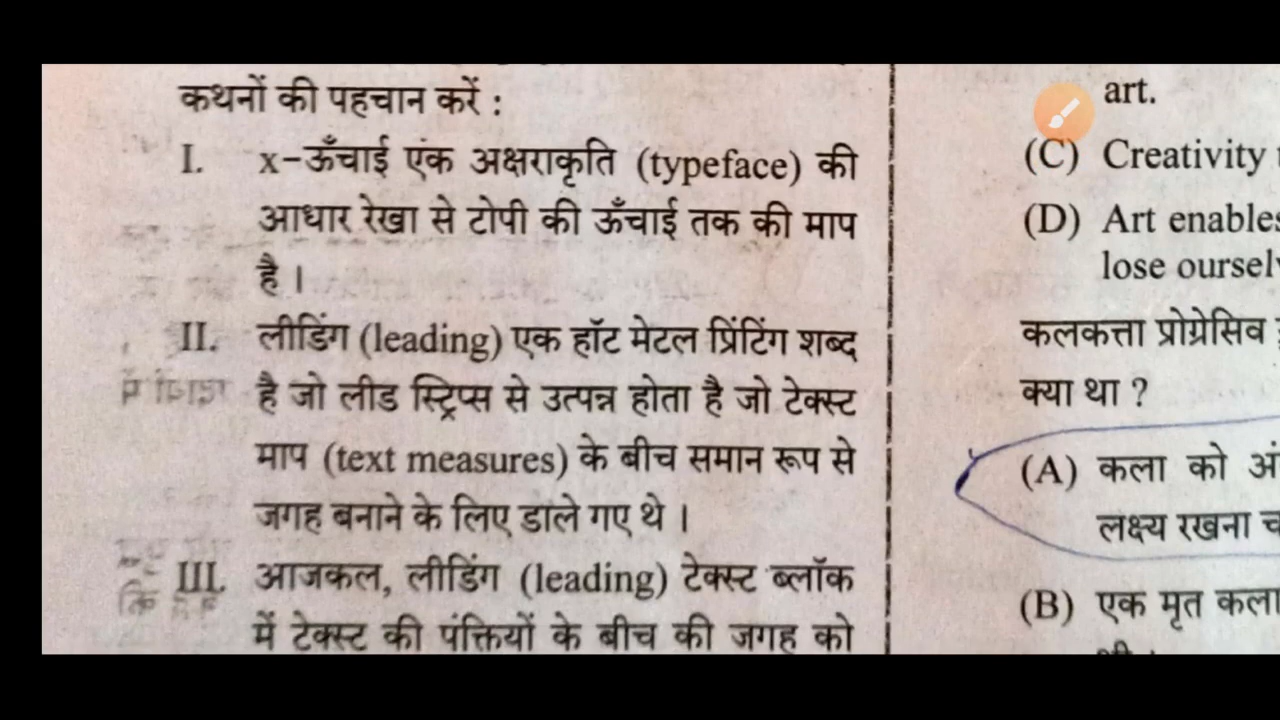 कथनों की पहचान करें :
I. x-ऊँचाई एक अक्षराकृति (typeface) की
आधार रेखा से टोपी की ऊँचाई तक की माप
है ।
II. लीडिंग (leading) एक हॉट मेटल प्रिंटिंग शब्द
है जो लीड स्ट्रिप्स से उत्पन्न होता है जो टेक्स्ट
माप (text measures) के बीच समान रूप से
जगह बनाने के लिए डाले गए थे ।
III. आजकल, लीडिंग (leading) टेक्स्ट ब्लॉक
में टेक्स्ट की पंक्तियों के बीच की जगह को
art.
(C) Creativity
(D) Art enables
lose oursel
कलकत्ता प्रोग्रेसिव
क्या था ?
(A) कला को अं
लक्ष्य रखना च
(B) एक मृत कला